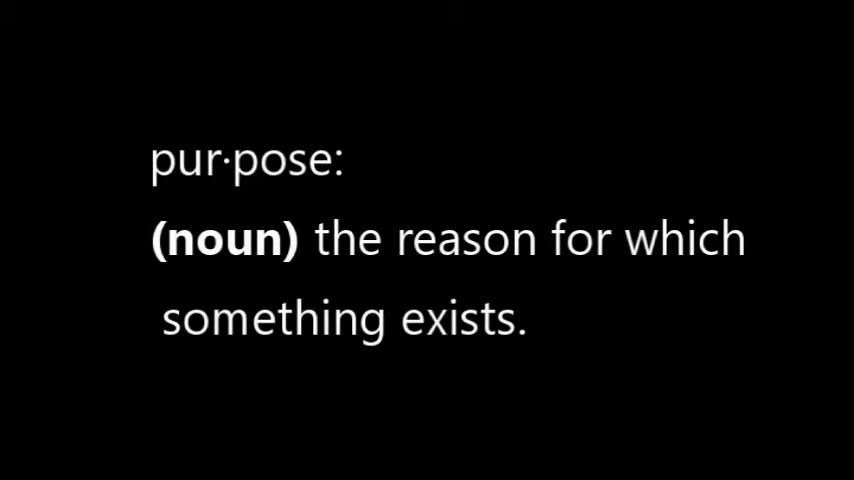 pur·pose:
(noun) the reason for which
something exists.